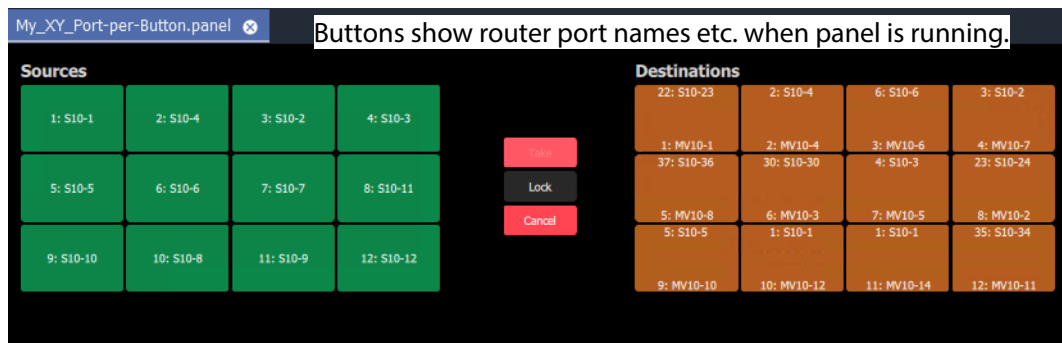 My_XY_Port-per-Button.panel
Buttons show router port names etc. when panel is running.
Sources
1: S10-1
2: S10-4
3: S10-2
4: S10-3
5: S10-5
6: S10-6
7: S10-7
8: S10-11
9: S10-10
10: S10-8
11: S10-9
12: S10-12
Take
Lock
Cancel
Destinations
22: S10-23
1: MV10-1
2: S10-4
2: MV10-4
6: S10-6
3: MV10-6
3: S10-2
4: MV10-7
37: S10-36
5: MV10-8
30: S10-30
6: MV10-3
4: S10-3
7: MV10-5
23: S10-24
8: MV10-2
5: S10-5
9: MV10-10
1: S10-1
10: MV10-12
1: S10-1
11: MV10-14
35: S10-34
12: MV10-11